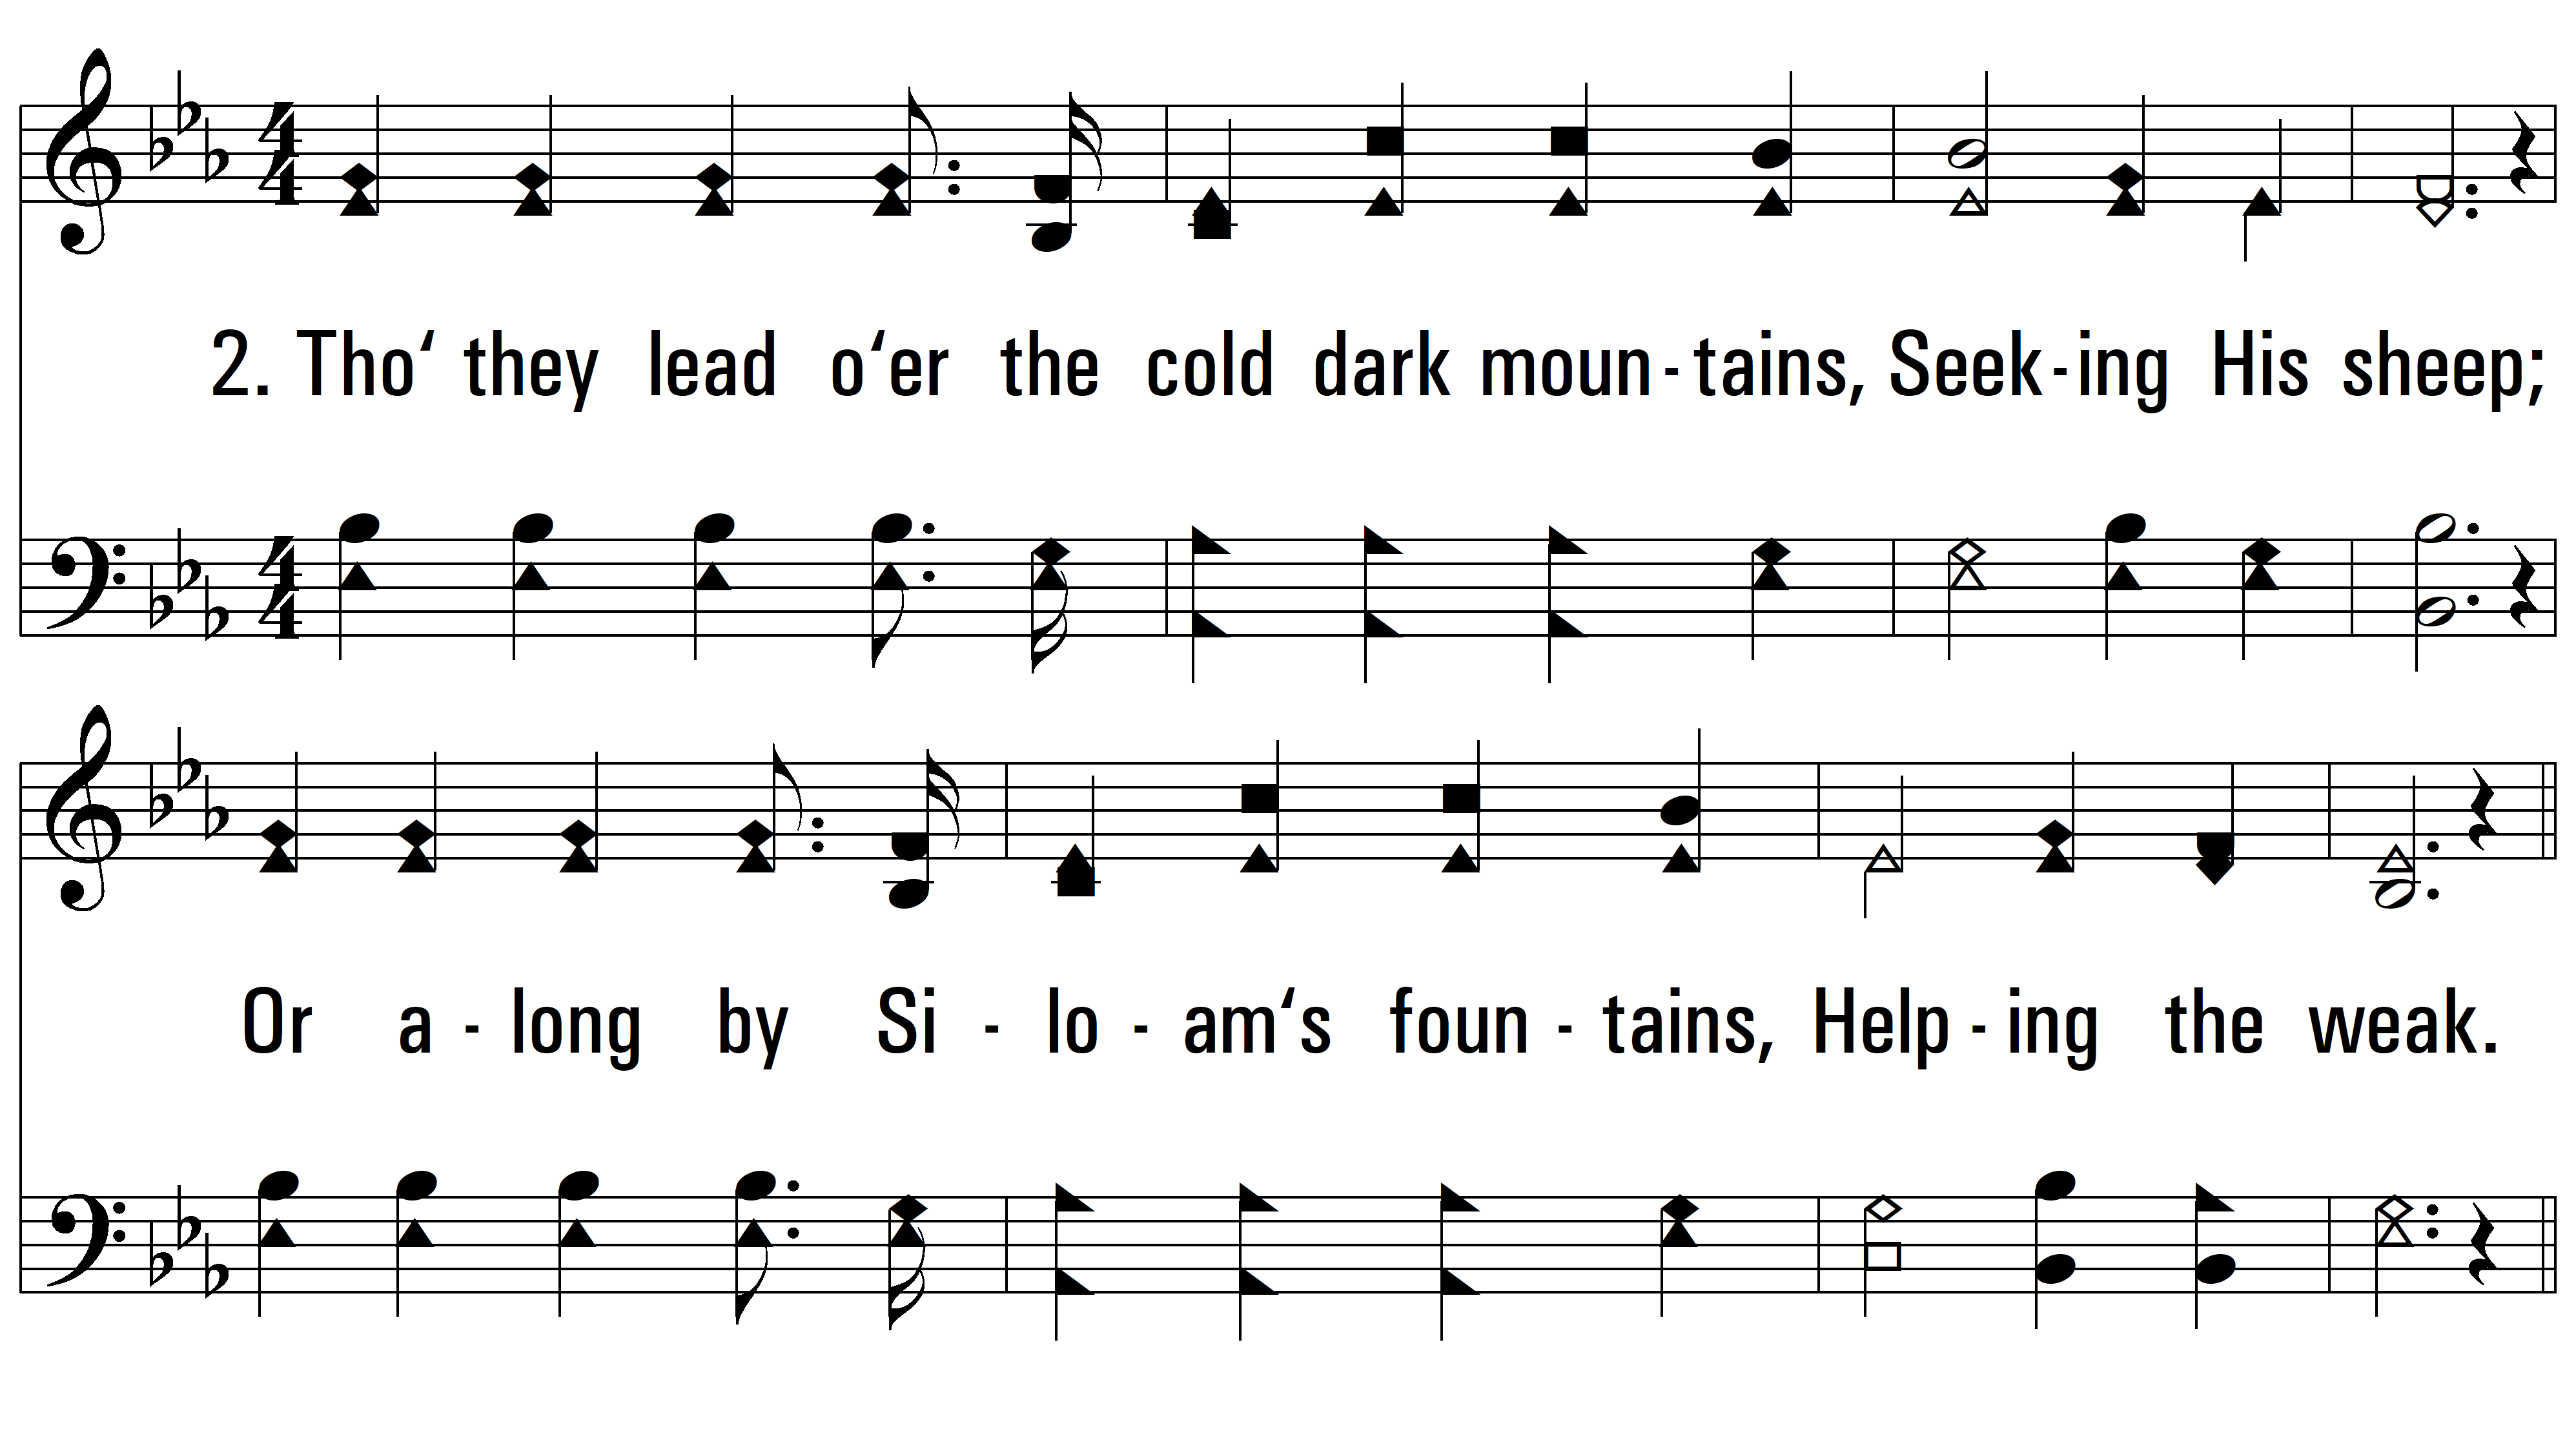 2. Tho‘ they lead o‘er the cold dark moun-tains, Seek-ing His sheep;
Or a - long by Si - lo - am‘s foun - tains, Help - ing the weak.